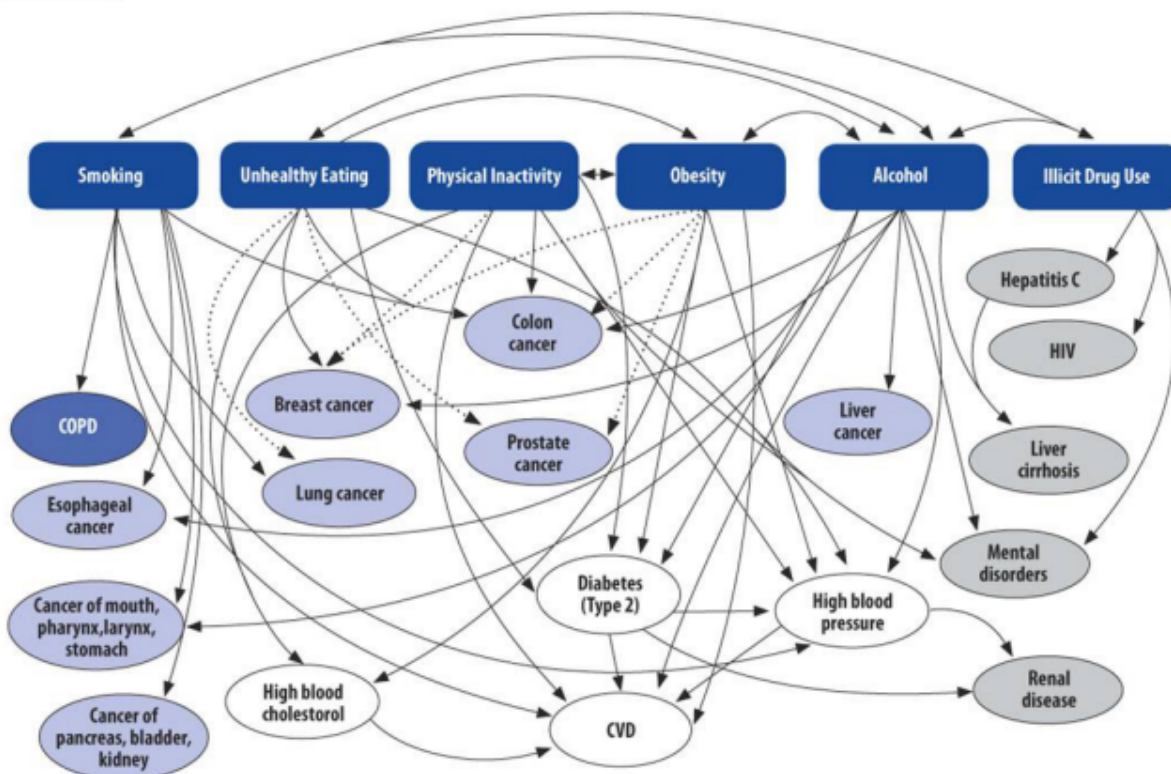 Smoking
Unhealthy Eating
Physical Inactivity
Obesity
Alcohol
Illicit Drug Use
Hepatitis C
HIV
Colon
cancer
Breast cancer
Liver
cancer
COPD
Prostate
cancer
Liver
cirrhosis
Lung cancer
Esophageal
cancer
Mental
disorders
Diabetes
(Type 2)
High blood
pressure
Cancer of mouth,
pharynx,larynx,
stomach
Renal
disease
High blood
cholestorol
CVD
Cancer of
pancreas, bladder,
kidney